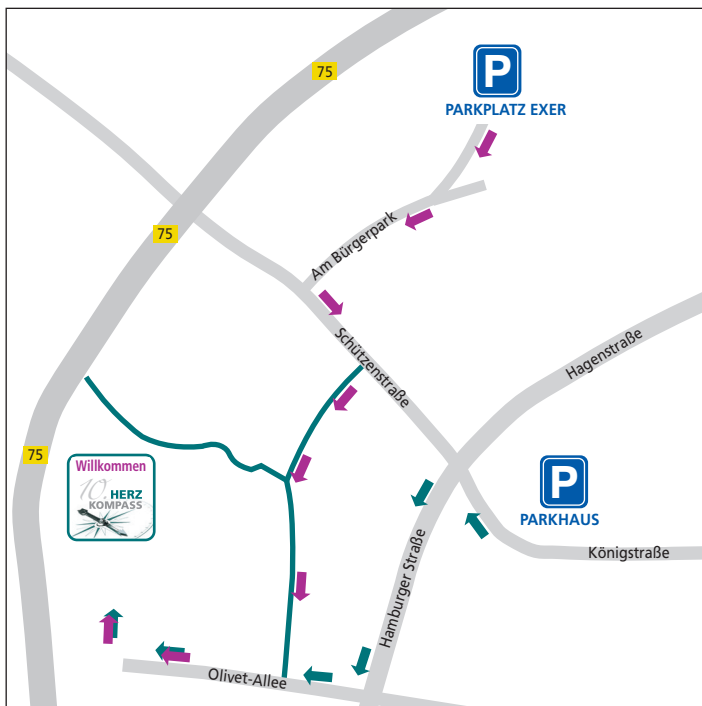 75
P
PARKPLATZ EXER
75
Am Bürgerpark
Schützenstraße
Hagenstraße
75
Willkommen
10. HERZ
KOMPASS
P
PARKHAUS
Hamburger Straße
Königstraße
Olivet-Allee